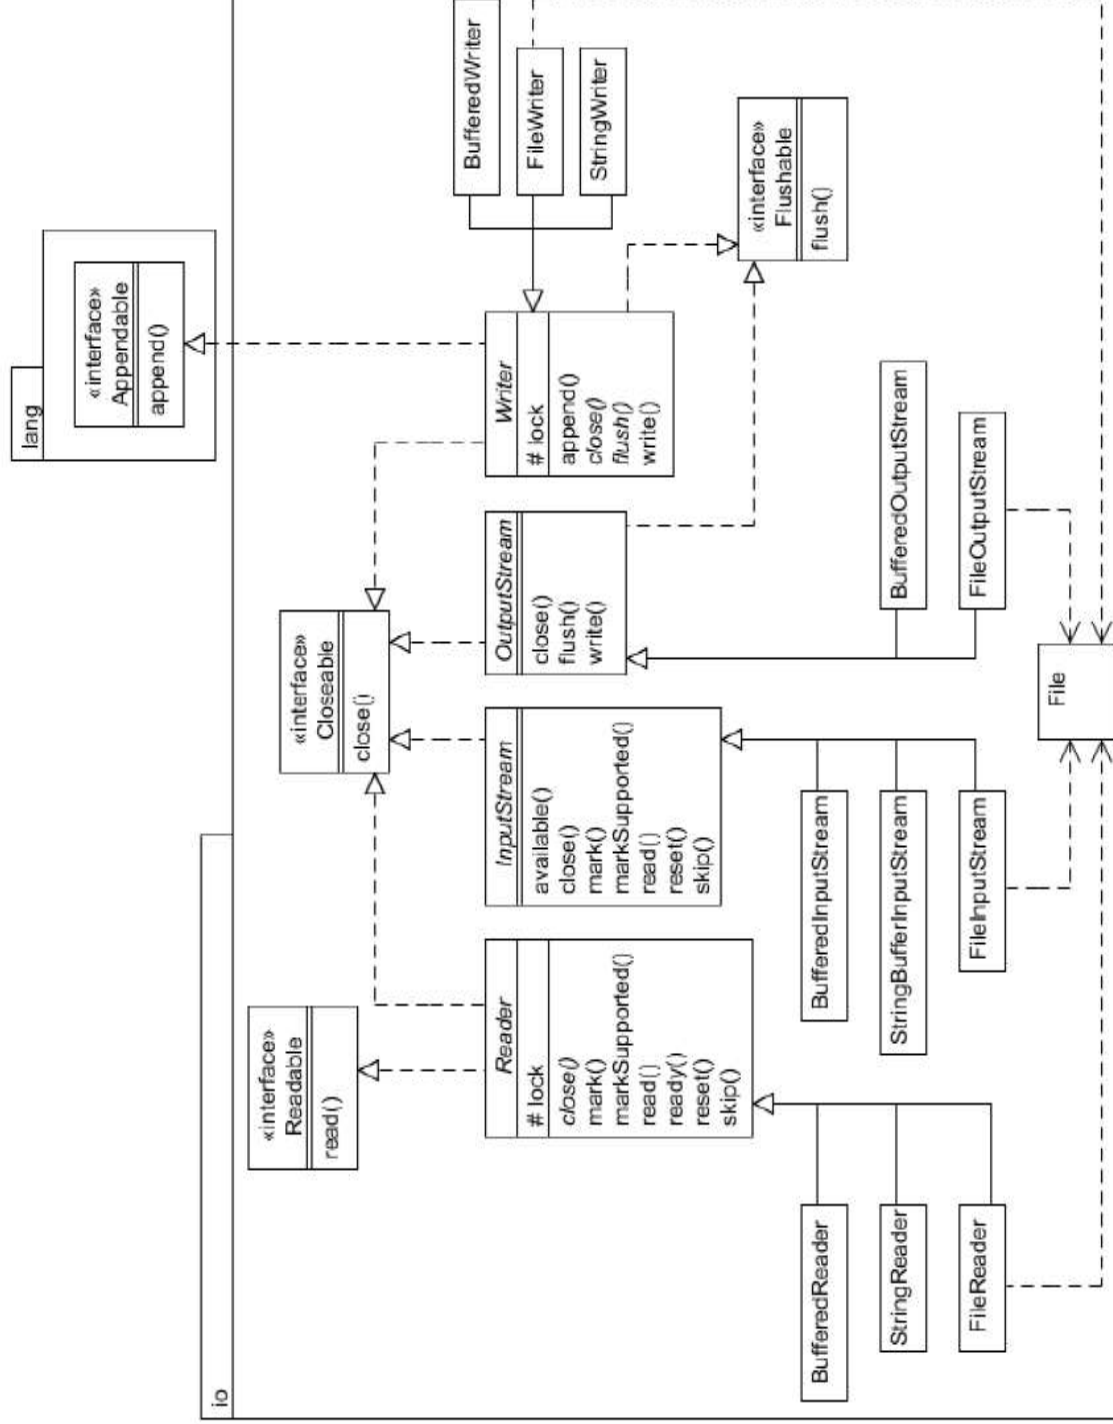 lang
«interface»
Appendable
append()
io
«interface»
Readable
read()
«interface»
Closeable
close()
Reader
# lock
close()
mark()
markSupported()
read()
ready()
reset()
skip()
InputStream
available()
close()
mark()
markSupported()
read()
reset()
skip()
OutputStream
close()
flush()
write()
Writer
# lock
append()
close()
flush()
write()
BufferedWriter
FileWriter
StringWriter
«interface»
Flushable
flush()
BufferedReader
StringReader
FileReader
BufferedInputStream
StringBufferInputStream
FileInputStream
BufferedOutputStream
FileOutputStream
File